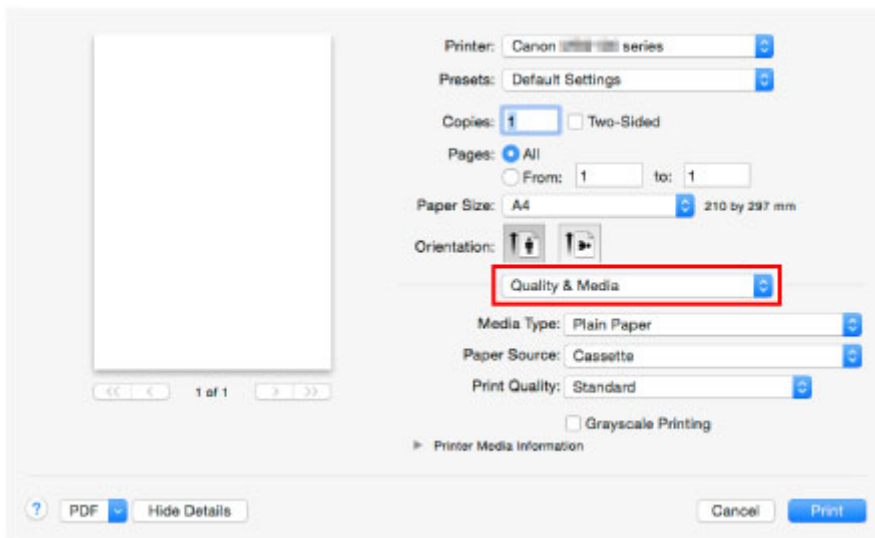 Printer: Canon series
Presets: Default Settings
Copies: 1 Two-Sided
Pages: All
From: 1 to: 1
Paper Size: A4 210 by 297 mm
Orientation:
Quality & Media
Media Type: Plain Paper
Paper Source: Cassette
Print Quality: Standard
1 of 1
Grayscale Printing
Printer Media Information
? PDF Hide Details Cancel Print